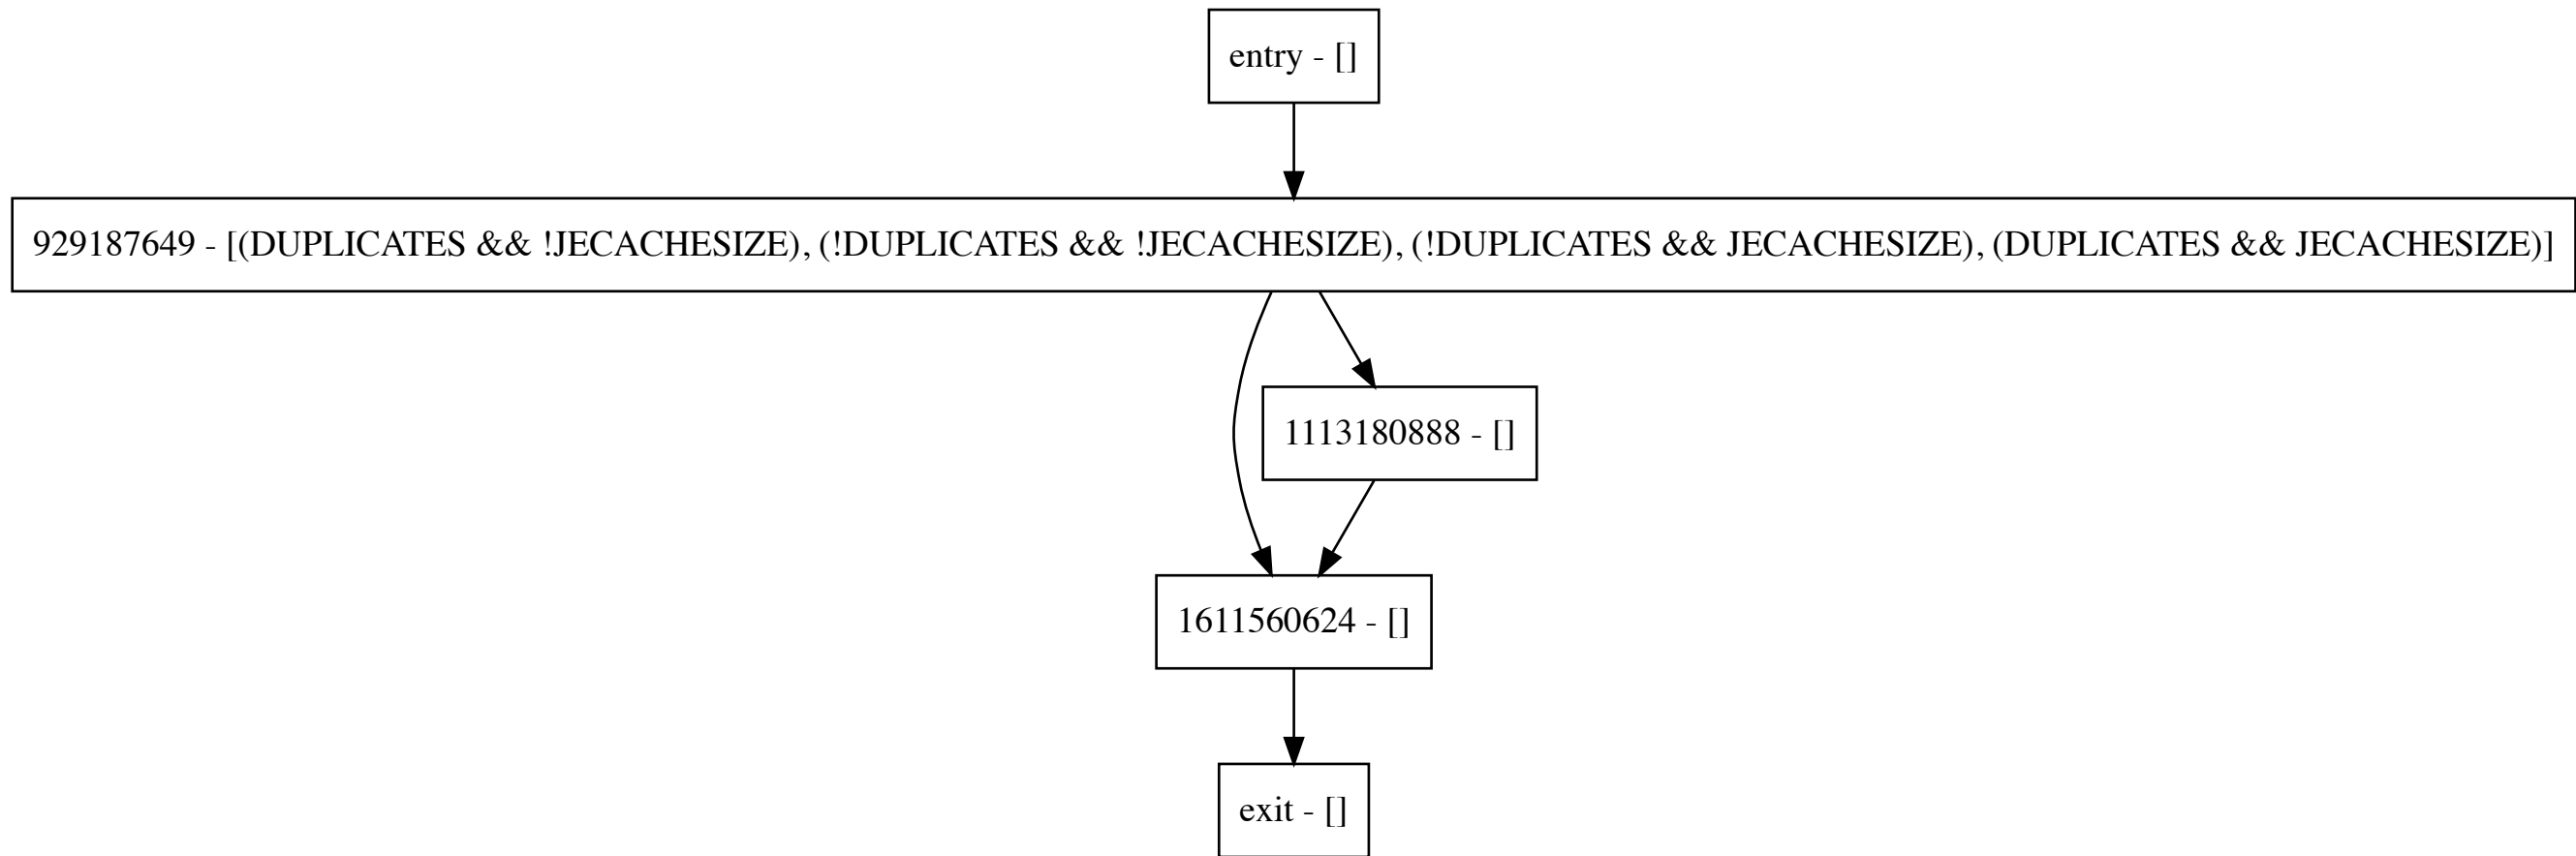 entry - []
929187649 - [(DUPLICATES && !JECACHESIZE), (!DUPLICATES && !JECACHESIZE), (!DUPLICATES && JECACHESIZE), (DUPLICATES && JECACHESIZE)]
1113180888 - []
1611560624 - []
exit - []